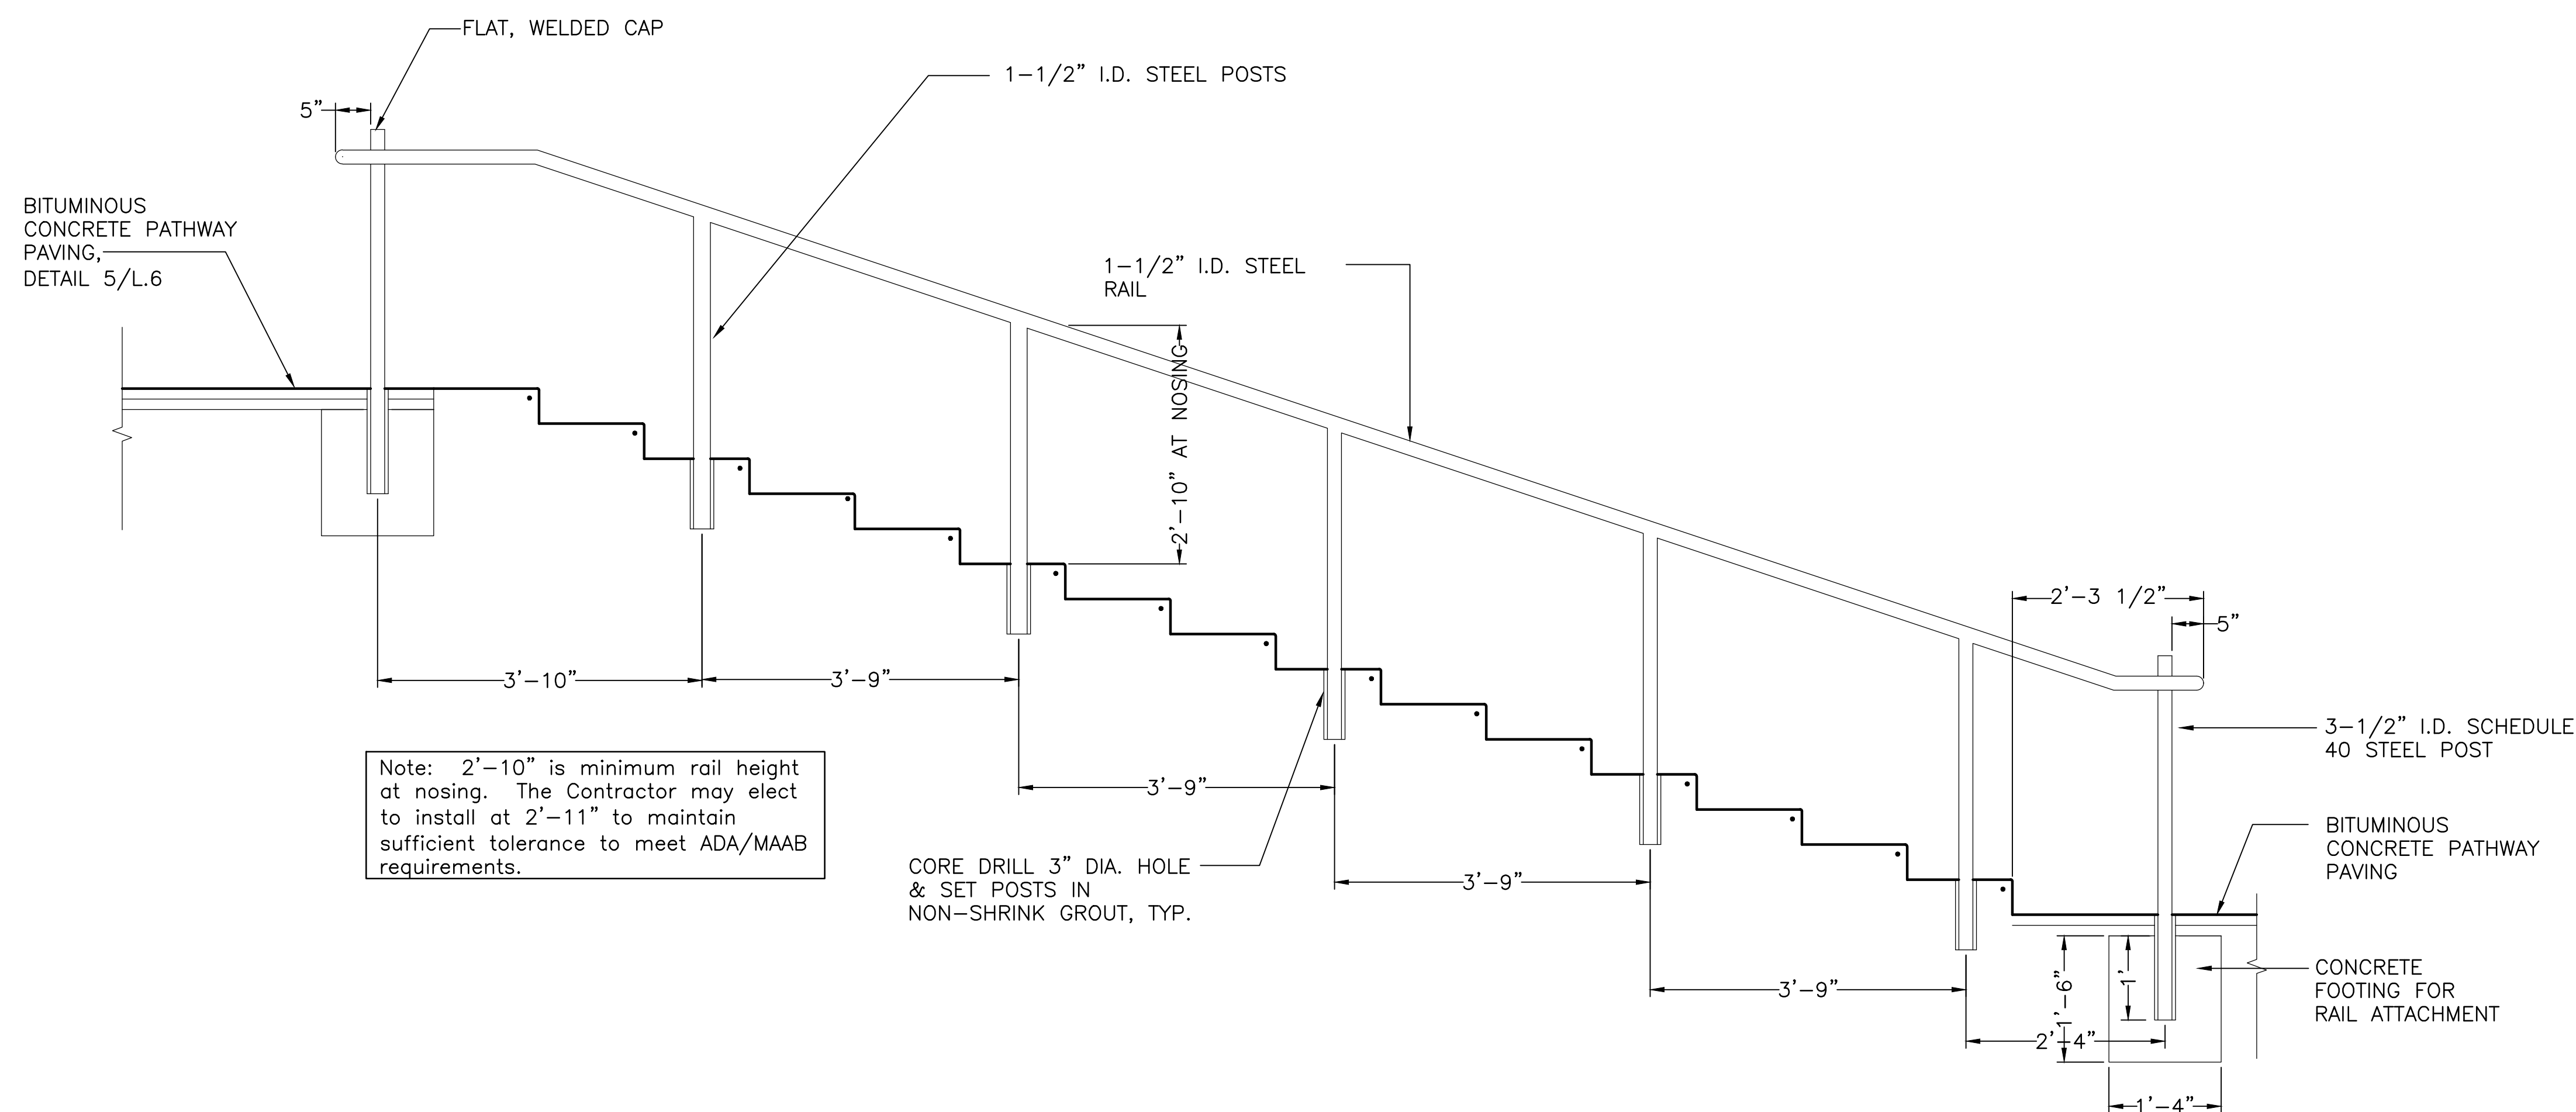 FLAT, WELDED CAP
1-1/2" I.D. STEEL POSTS
5"
BITUMINOUS
CONCRETE PATHWAY
PAVING,
DETAIL 5/L.6
1-1/2" I.D. STEEL
RAIL
2'-10" AT NOSING
2'-3 1/2"
5"
3'-10"
3'-9"
3-1/2" I.D. SCHEDULE
40 STEEL POST
Note: 2'-10" is minimum rail height
at nosing. The Contractor may elect
to install at 2'-11" to maintain
sufficient tolerance to meet ADA/MAAB
requirements.
3'-9"
BITUMINOUS
CONCRETE PATHWAY
PAVING
CORE DRILL 3" DIA. HOLE
& SET POSTS IN
NON-SHRINK GROUT, TYP.
3'-9"
3'-9"
1'-6"
1'
CONCRETE
FOOTING FOR
RAIL ATTACHMENT
2'-4"
1'-4"